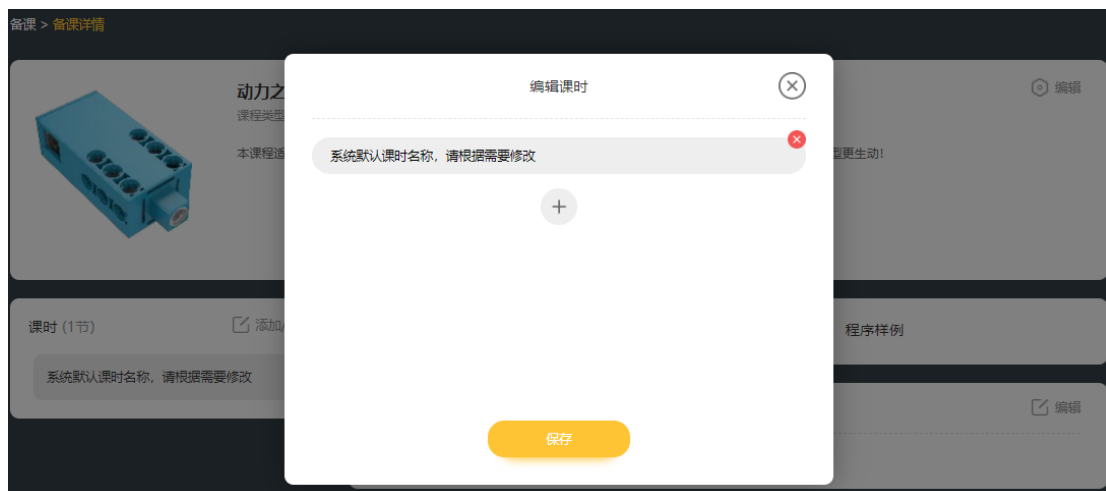 备课 > 备课详情
动力之
课程类型
本课程适
编辑
型更生动!
编辑课时
系统默认课时名称，请根据需要修改
保存
课时 (1节)
添加/
系统默认课时名称，请根据需要修改
程序样例
编辑